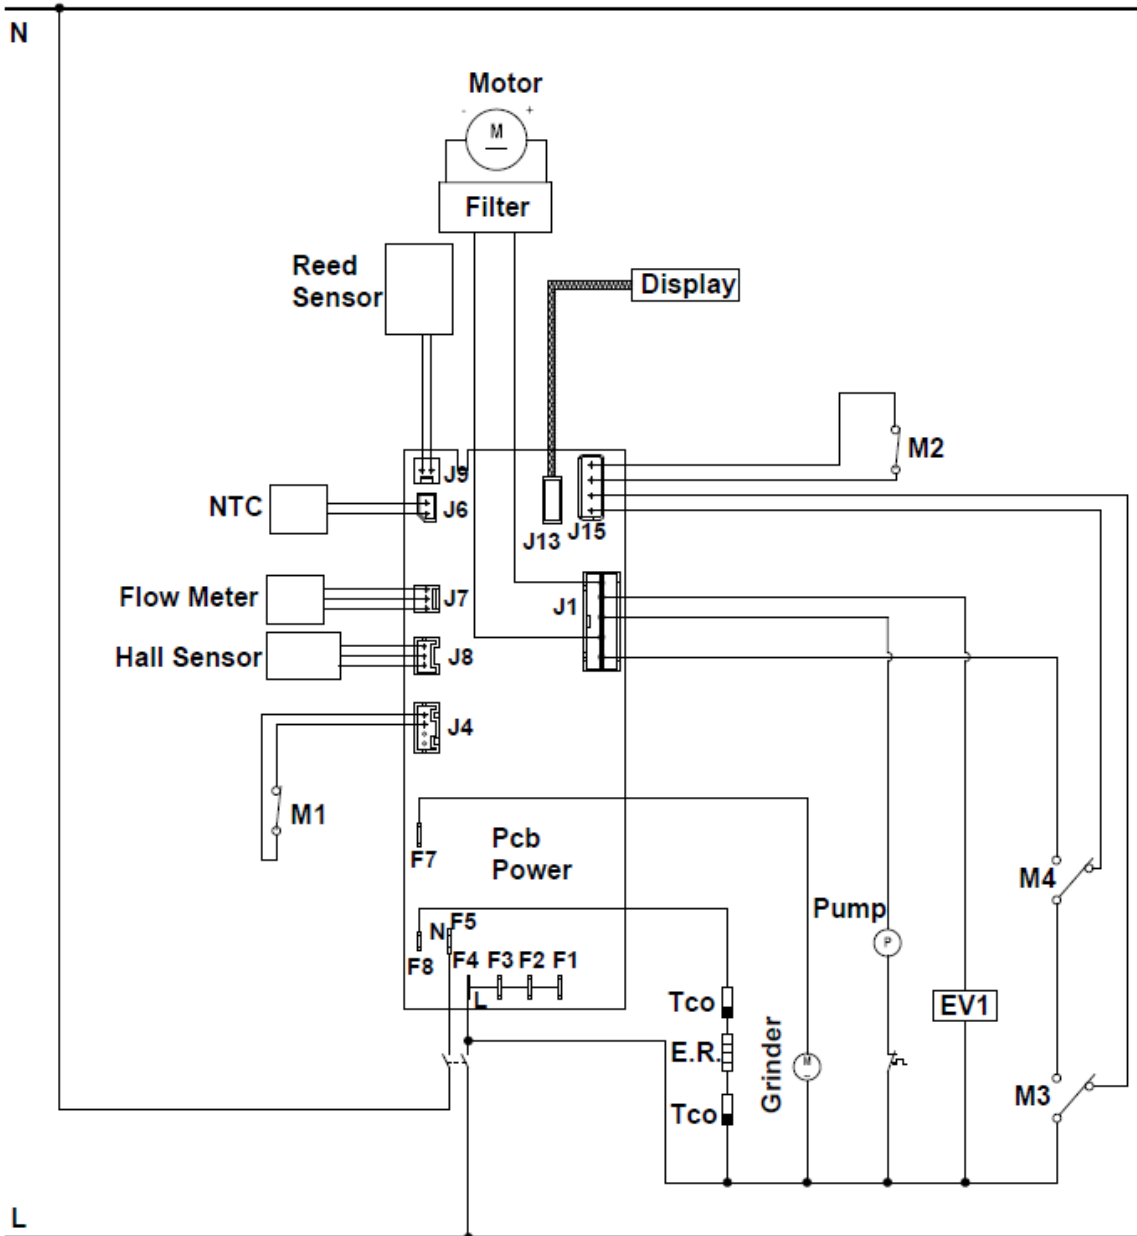 N
Motor
- +
M
Filter
Reed
Sensor
Display
M2
J9
NTC
J6
J13
J15
Flow Meter
J7
J1
Hall Sensor
J8
J4
M1
Pcb
Power
F7
M4
Pump
P
N
F5
F8
F4
F3
F2
F1
L
Tco
EV1
E.R.
Grinder
M
M3
Tco
L